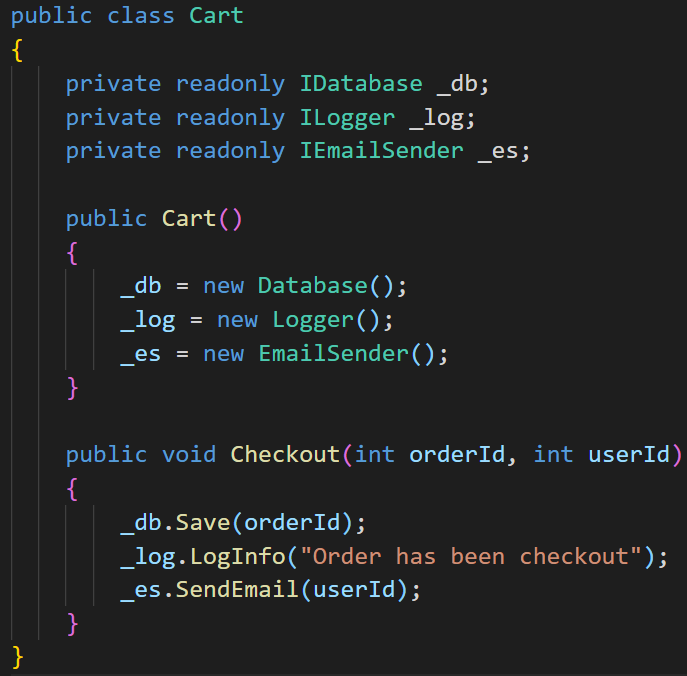 public class Cart
{
    private readonly IDatabase _db;
    private readonly ILogger _log;
    private readonly IEmailSender _es;

    public Cart()
    {
        _db = new Database();
        _log = new Logger();
        _es = new EmailSender();
    }

    public void Checkout(int orderId, int userId)
    {
        _db.Save(orderId);
        _log.LogInfo("Order has been checkout");
        _es.SendEmail(userId);
    }
}